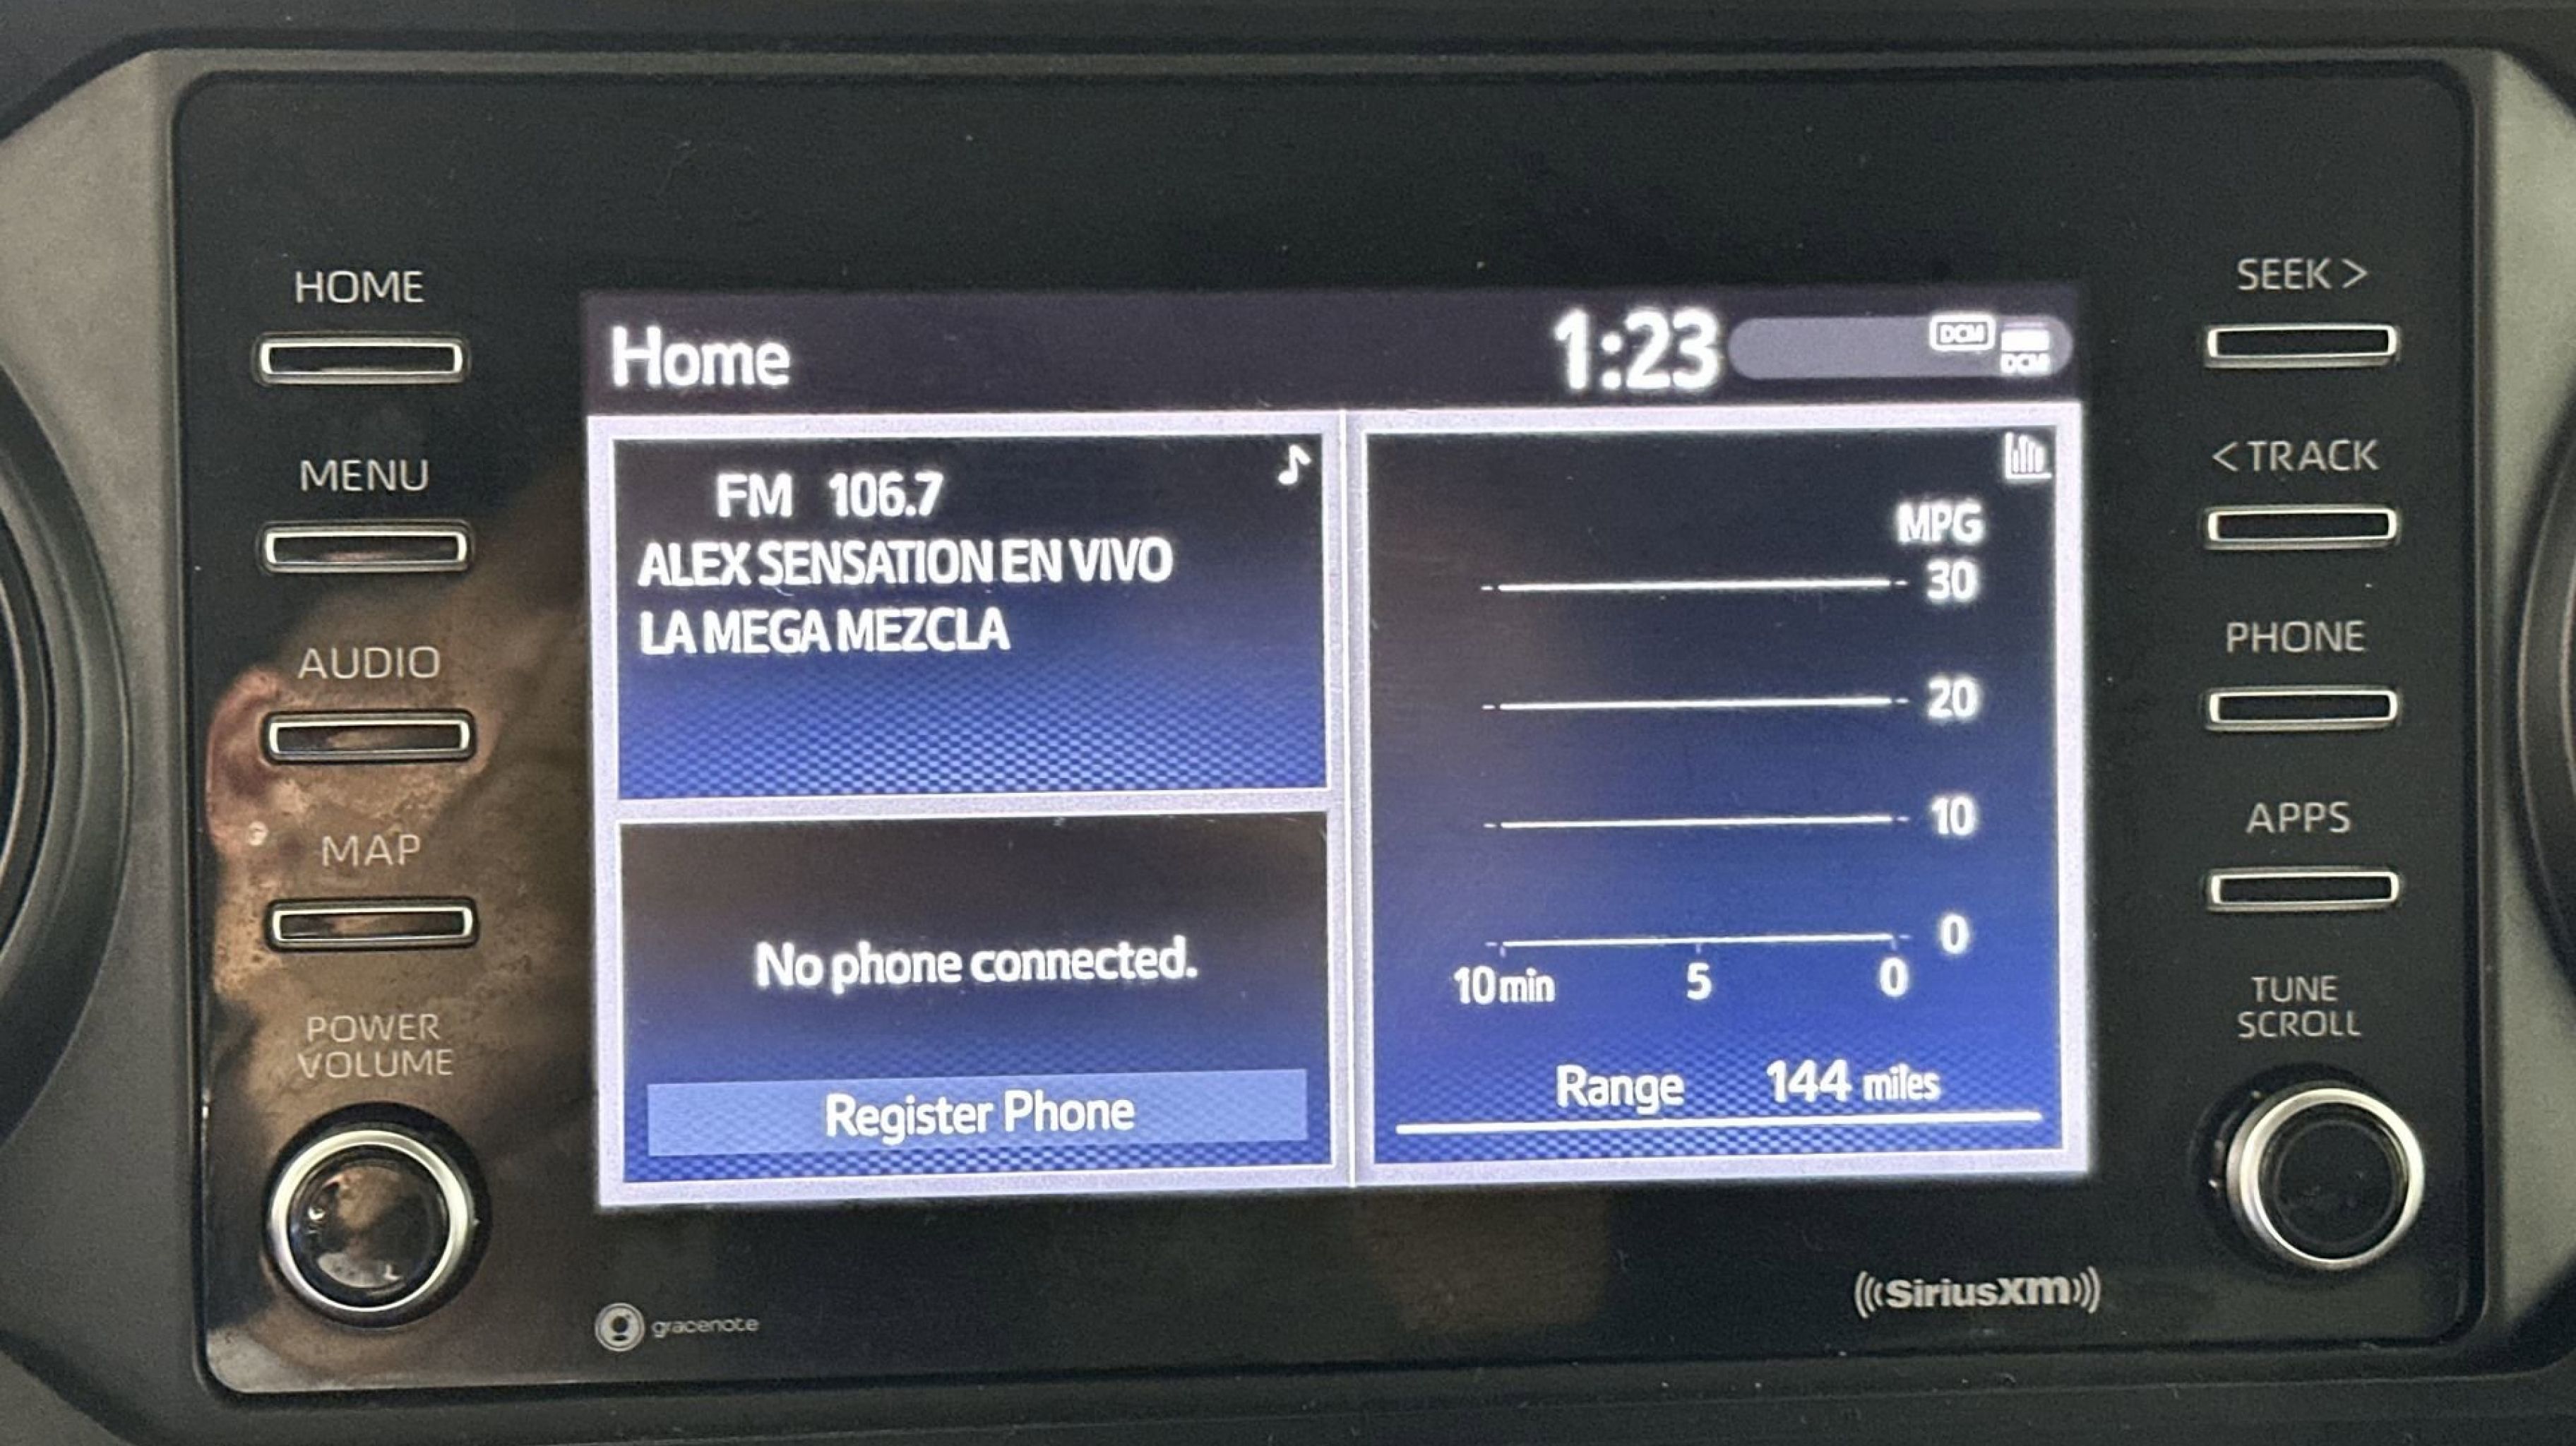 HOME
MENU
AUDIO
MAP
POWER
VOLUME
Home
1:23
DCM
DCM
FM 106.7
ALEX SENSATION EN VIVO
LA MEGA MEZCLA
No phone connected.
Register Phone
MPG
30
20
10
0
10min 5 0
Range 144 miles
SEEK >
< TRACK
PHONE
APPS
TUNE
SCROLL
gracenote
(((SiriusXM)))